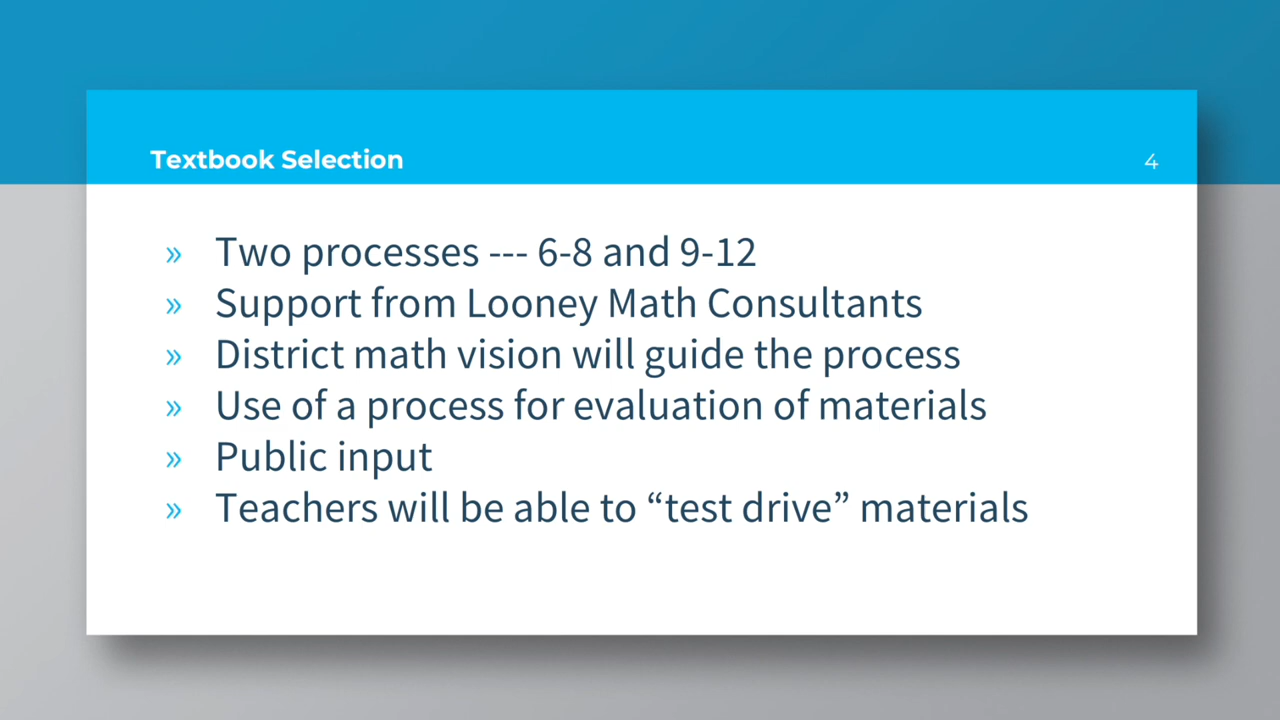 Textbook Selection
4
» Two processes --- 6-8 and 9-12
» Support from Looney Math Consultants
» District math vision will guide the process
» Use of a process for evaluation of materials
» Public input
» Teachers will be able to “test drive” materials